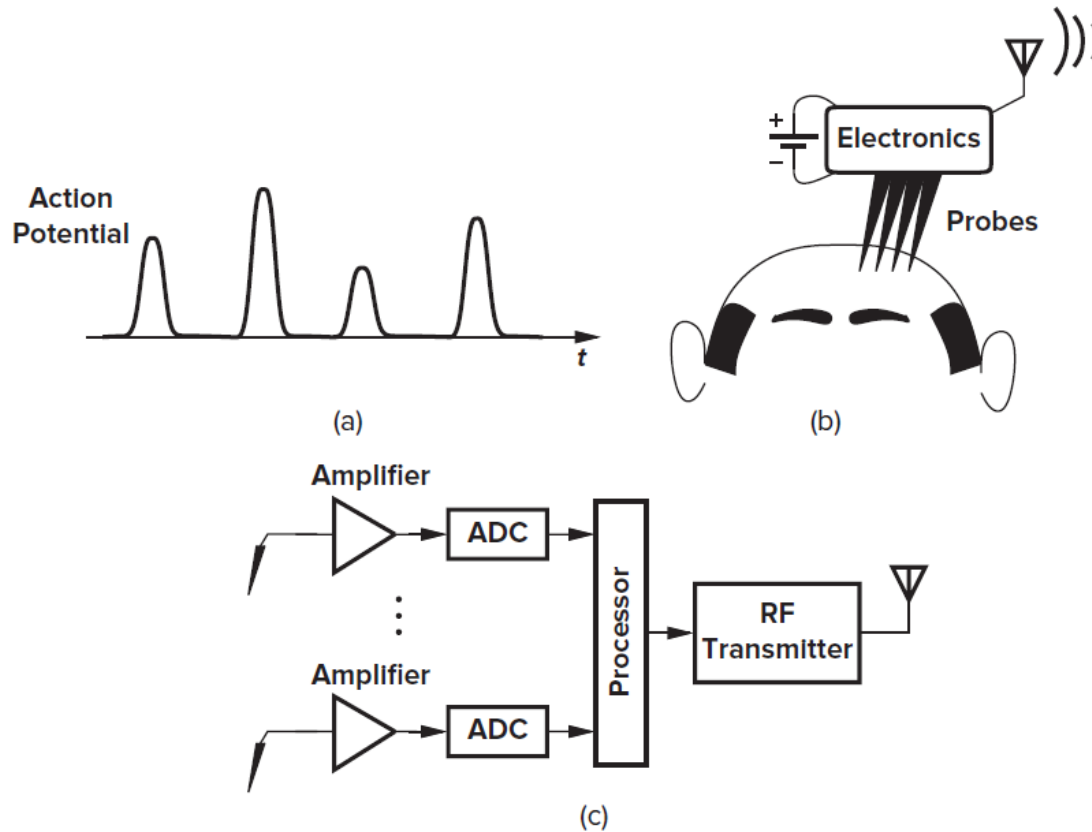 Action
Potential
t
(a)
+
−
Electronics
Probes
(b)
Amplifier
ADC
Amplifier
ADC
Processor
RF
Transmitter
(c)